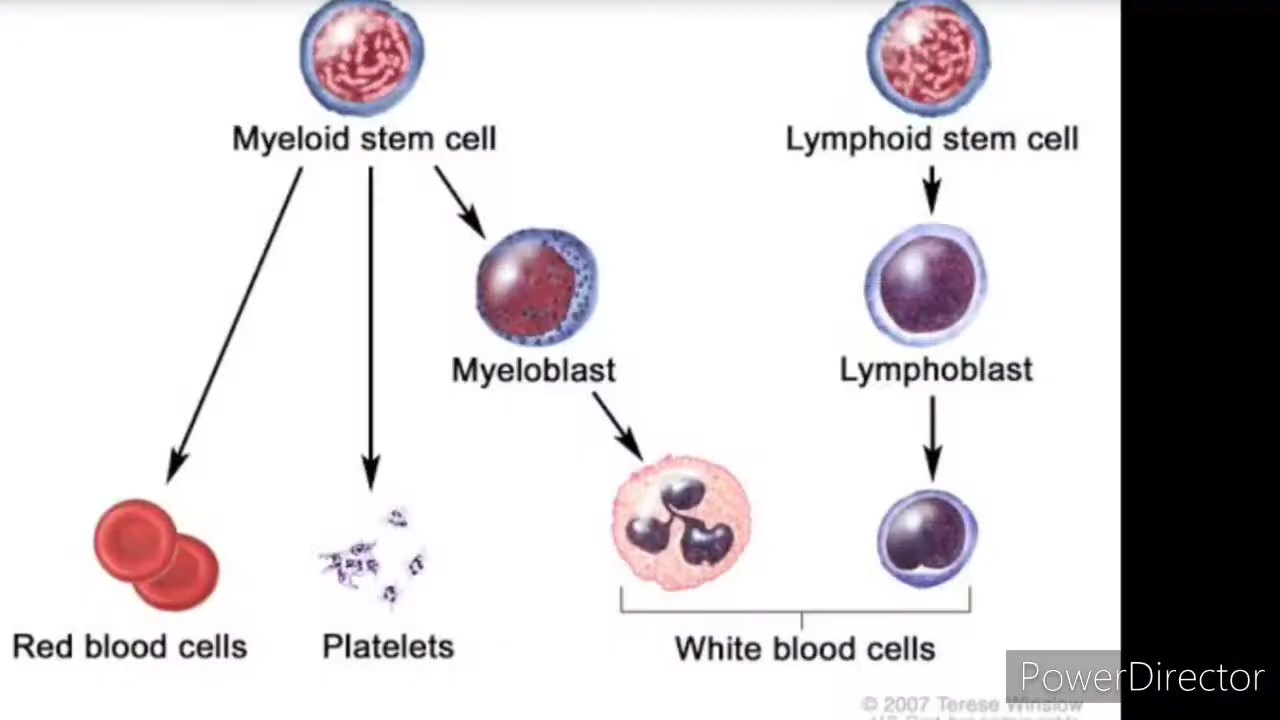 Myeloid stem cell
Lymphoid stem cell
Myeloblast
Lymphoblast
Red blood cells
Platelets
White blood cells
PowerDirector
© 2007 Terese Winslow